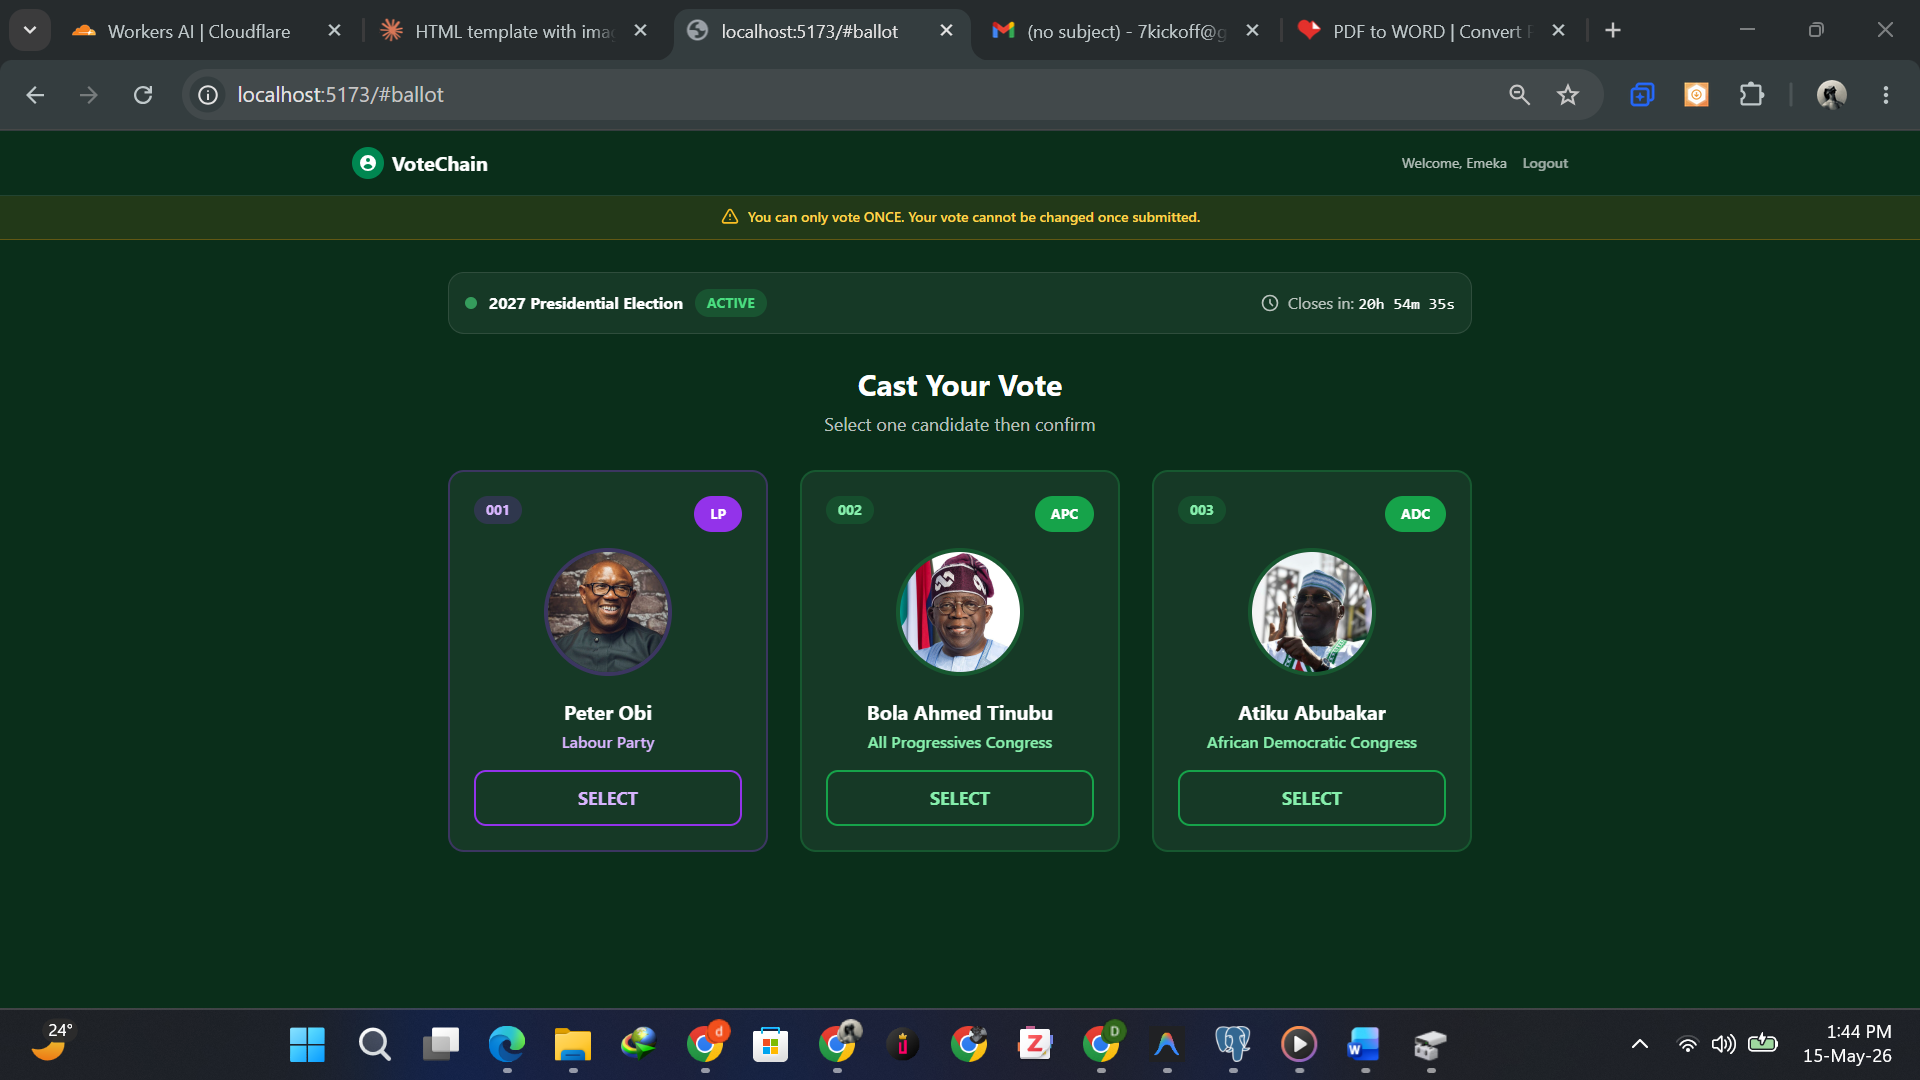 Workers AI | Cloudflare
HTML template with ima
localhost:5173/#ballot
(no subject) - 7kickoff@g
PDF to WORD | Convert
localhost:5173/#ballot
VoteChain
Welcome, Emeka Logout
You can only vote ONCE. Your vote cannot be changed once submitted.
2027 Presidential Election ACTIVE
Closes in: 20h 54m 35s
Cast Your Vote
Select one candidate then confirm
001 LP
Peter Obi
Labour Party
SELECT
002 APC
Bola Ahmed Tinubu
All Progressives Congress
SELECT
003 ADC
Atiku Abubakar
African Democratic Congress
SELECT
24°
d
D
Z
W
1:44 PM
15-May-26